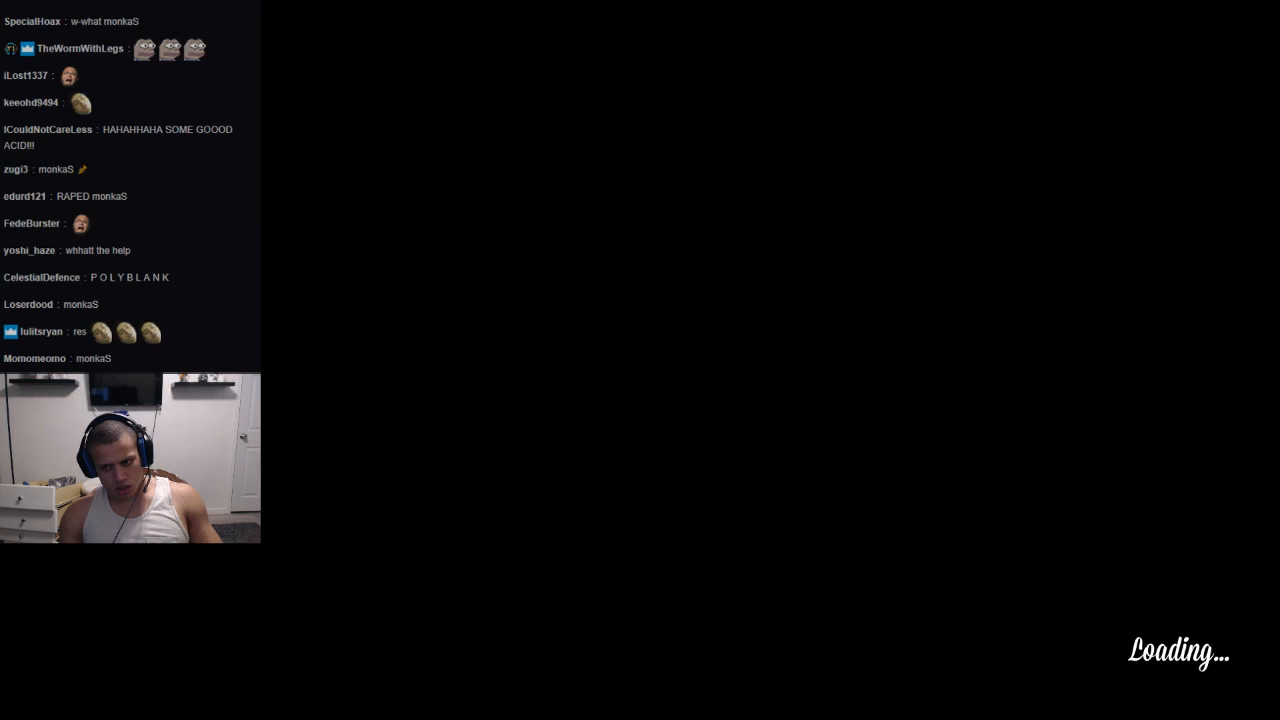 SpecialHoax : w-what monkaS
TheWormWithLegs :
iLost1337 :
keeohd9494 :
ICouldNotCareLess : HAHAHHAHA SOME GOOOD
ACID!!!
zugi3 : monkaS
edurd121 : RAPED monkaS
FedeBurster :
yoshi_haze : whhatt the help
CelestialDefence : P O L Y B L A N K
Loserdood : monkaS
lulitsryan : res
Momomeomo : monkaS
Loading...